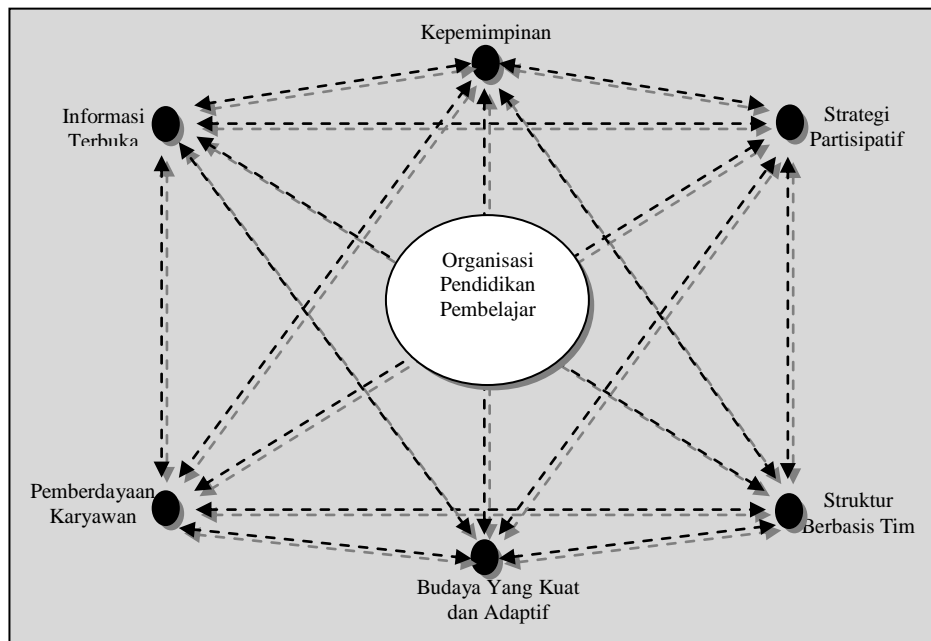 Kepemimpinan
Informasi
Terbuka
Strategi
Partisipatif
Organisasi
Pendidikan
Pembelajar
Pemberdayaan
Karyawan
Struktur
Berbasis Tim
Budaya Yang Kuat
dan Adaptif